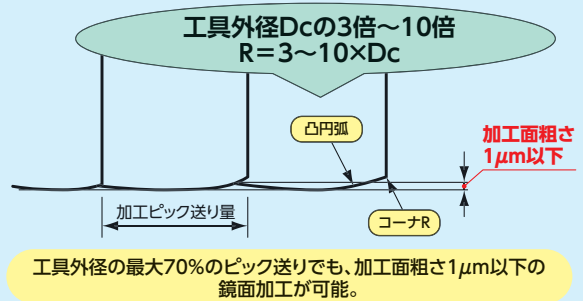 工具外径Dcの3倍～10倍
R＝3～10×Dc
凸円弧
加工面粗さ
1μm以下
加工ピック送り量
コーナR
工具外径の最大70%のピック送りでも、加工面粗さ1μm以下の
鏡面加工が可能。